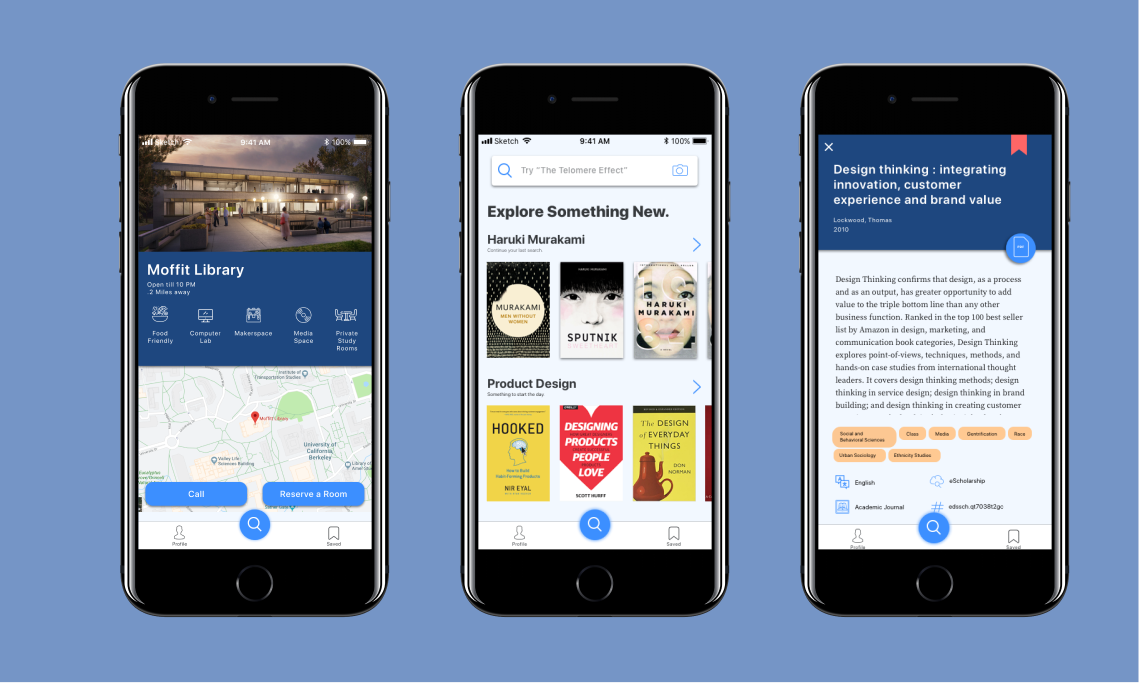 Sketch
9:41 AM
100%
Moffit Library
Open till 10 PM
.2 Miles away
Food
Friendly
Computer
Lab
Makerspace
Media
Space
Private
Study
Rooms
Institute of
Transportation Studies
Moffitt Library
University of
California
Berkeley
Valley Life
Sciences Building
Call
Reserve a Room
Profile
Saved
Sketch
9:41 AM
100%
Try "The Telomere Effect"
Explore Something New.
Haruki Murakami
Continue your last search.
MURAKAMI
MEN WITHOUT
WOMEN
SPUTNIK
SWEETHEART
HARUKI
MURAKAMI
Product Design
Something to start the day.
HOOKED
How to Build
Habit-Forming Products
NIR EYAL
O'REILLY
DESIGNING
PRODUCTS
PEOPLE
LOVE
SCOTT HURFF
The DESIGN
of EVERYDAY
THINGS
DON
NORMAN
Profile
Saved
Design thinking : integrating
innovation, customer
experience and brand value
Lockwood, Thomas
2010
Design Thinking confirms that design, as a process
and as an output, has greater opportunity to add
value to the triple bottom line than any other
business function. Ranked in the top 100 best seller
list by Amazon in design, marketing, and
communication book categories, Design Thinking
explores point-of-views, techniques, methods, and
hands-on case studies from international thought
leaders. It covers design thinking methods; design
thinking in service design; design thinking in brand
building; and design thinking in creating customer
Social and
Behavioral Sciences
Class
Media
Gentrification
Race
Urban Sociology
Ethnicity Studies
English
eScholarship
Academic Journal
edssch.qt7038t2gc
Profile
Saved